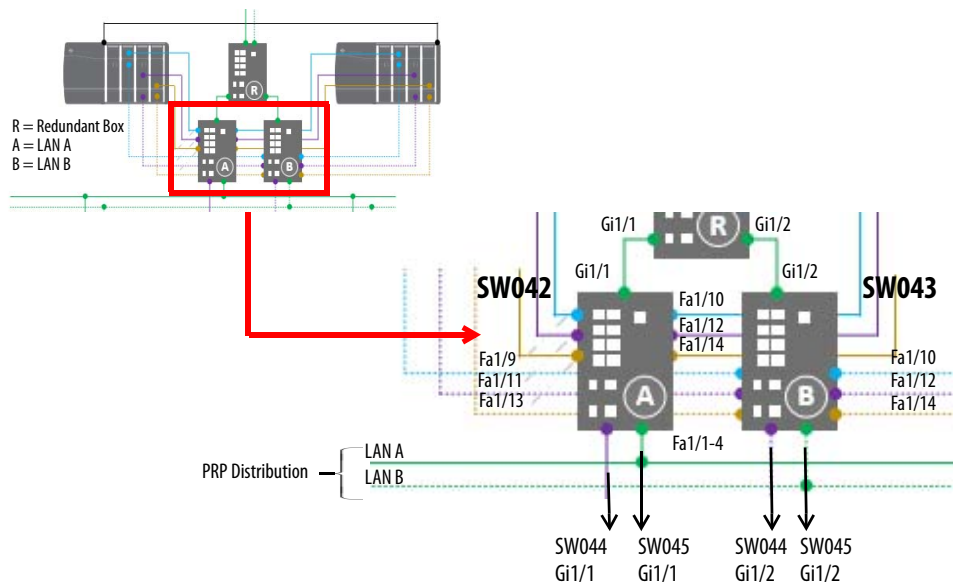 R
R = Redundant Box
A = LAN A
B = LAN B
A
B
Gi1/1
R
Gi1/2
Gi1/1
Gi1/2
SW042
SW043
Fa1/10
Fa1/12
Fa1/14
Fa1/9
Fa1/11
Fa1/13
Fa1/10
Fa1/12
Fa1/14
A
B
Fa1/1-4
PRP Distribution
LAN A
LAN B
SW044
Gi1/1
SW045
Gi1/1
SW044
Gi1/2
SW045
Gi1/2